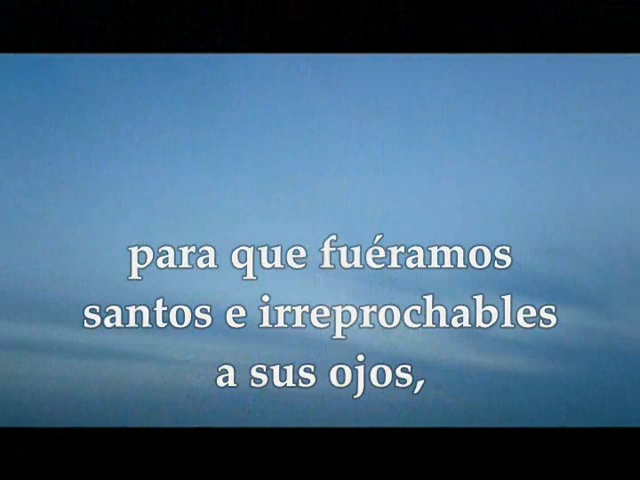 para que fuéramos
santos e irreprochables
a sus ojos,